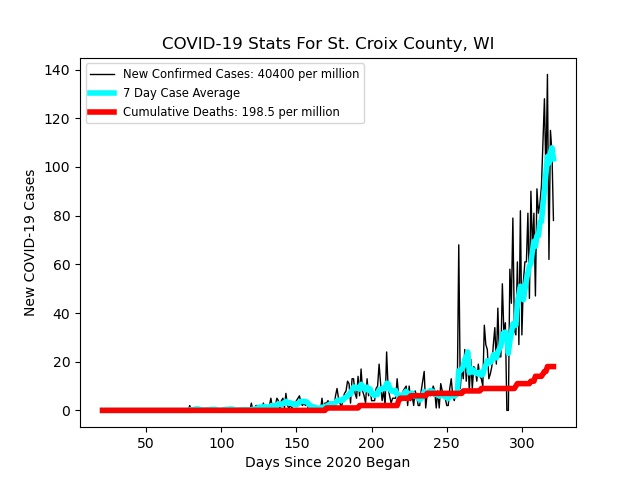 COVID-19 Stats For St. Croix County, WI
New Confirmed Cases: 40400 per million
7 Day Case Average
Cumulative Deaths: 198.5 per million
New COVID-19 Cases
140
120
100
80
60
40
20
0
50 100 150 200 250 300
Days Since 2020 Began